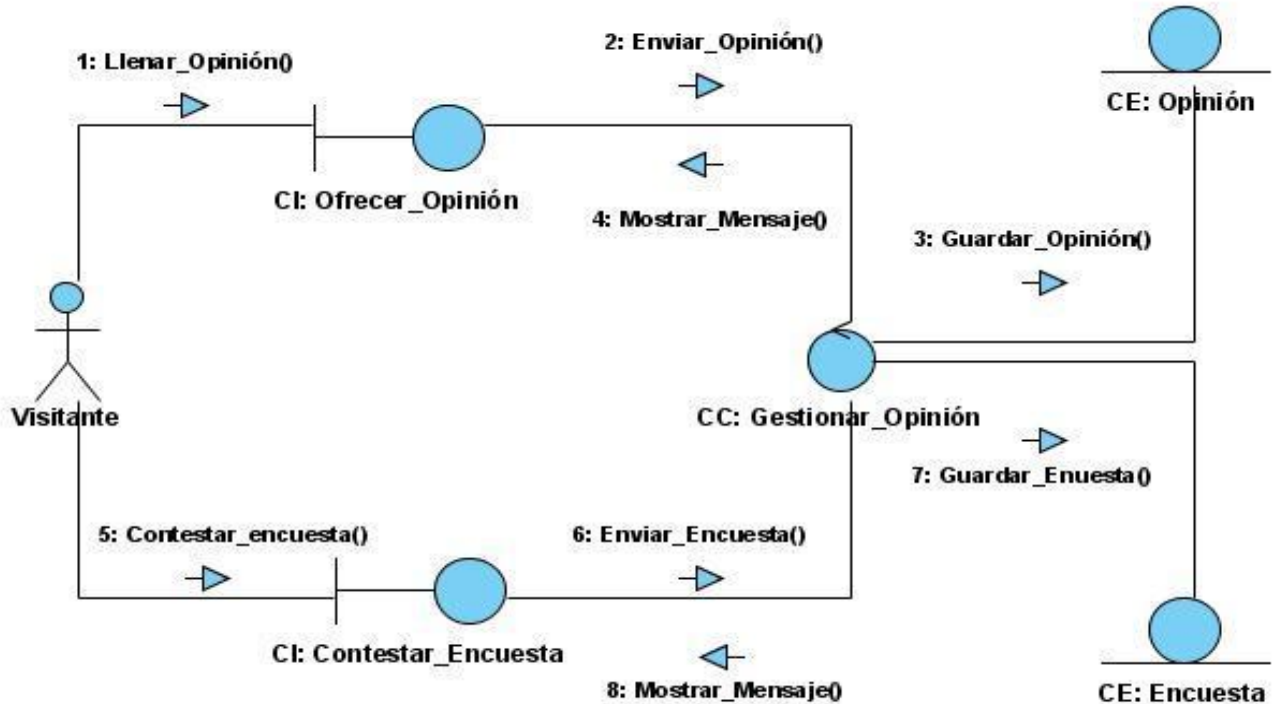 2: Enviar_Opinión()
1: Llenar_Opinión()
CE: Opinión
CI: Ofrecer_Opinión
4: Mostrar_Mensaje()
3: Guardar_Opinión()
Visitante
CC: Gestionar_Opinión
7: Guardar_Enuesta()
5: Contestar_encuesta()
6: Enviar_Encuesta()
CI: Contestar_Encuesta
8: Mostrar_Mensaje()
CE: Encuesta